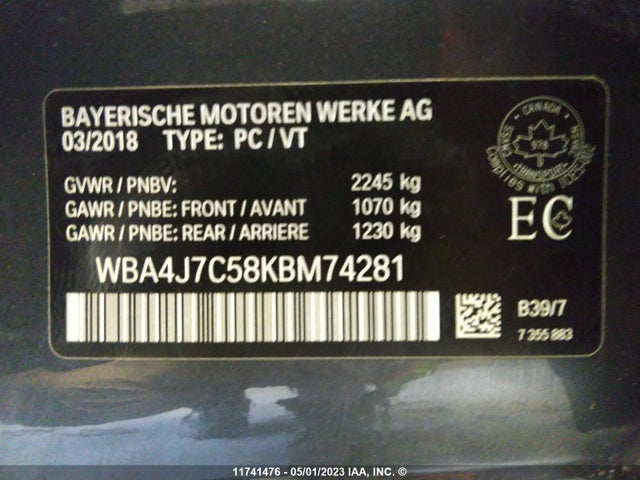 BAYERISCHE MOTOREN WERKE AG
03/2018 TYPE: PC / VT
GVWR / PNBV: 2245 kg
GAWR / PNBE: FRONT / AVANT 1070 kg
GAWR / PNBE: REAR / ARRIERE 1230 kg
CANADA
TRANSPORT
EC
WBA4J7C58KBM74281
B39/7
7 355 883
11741476 - 05/01/2023 IAA, INC. ©